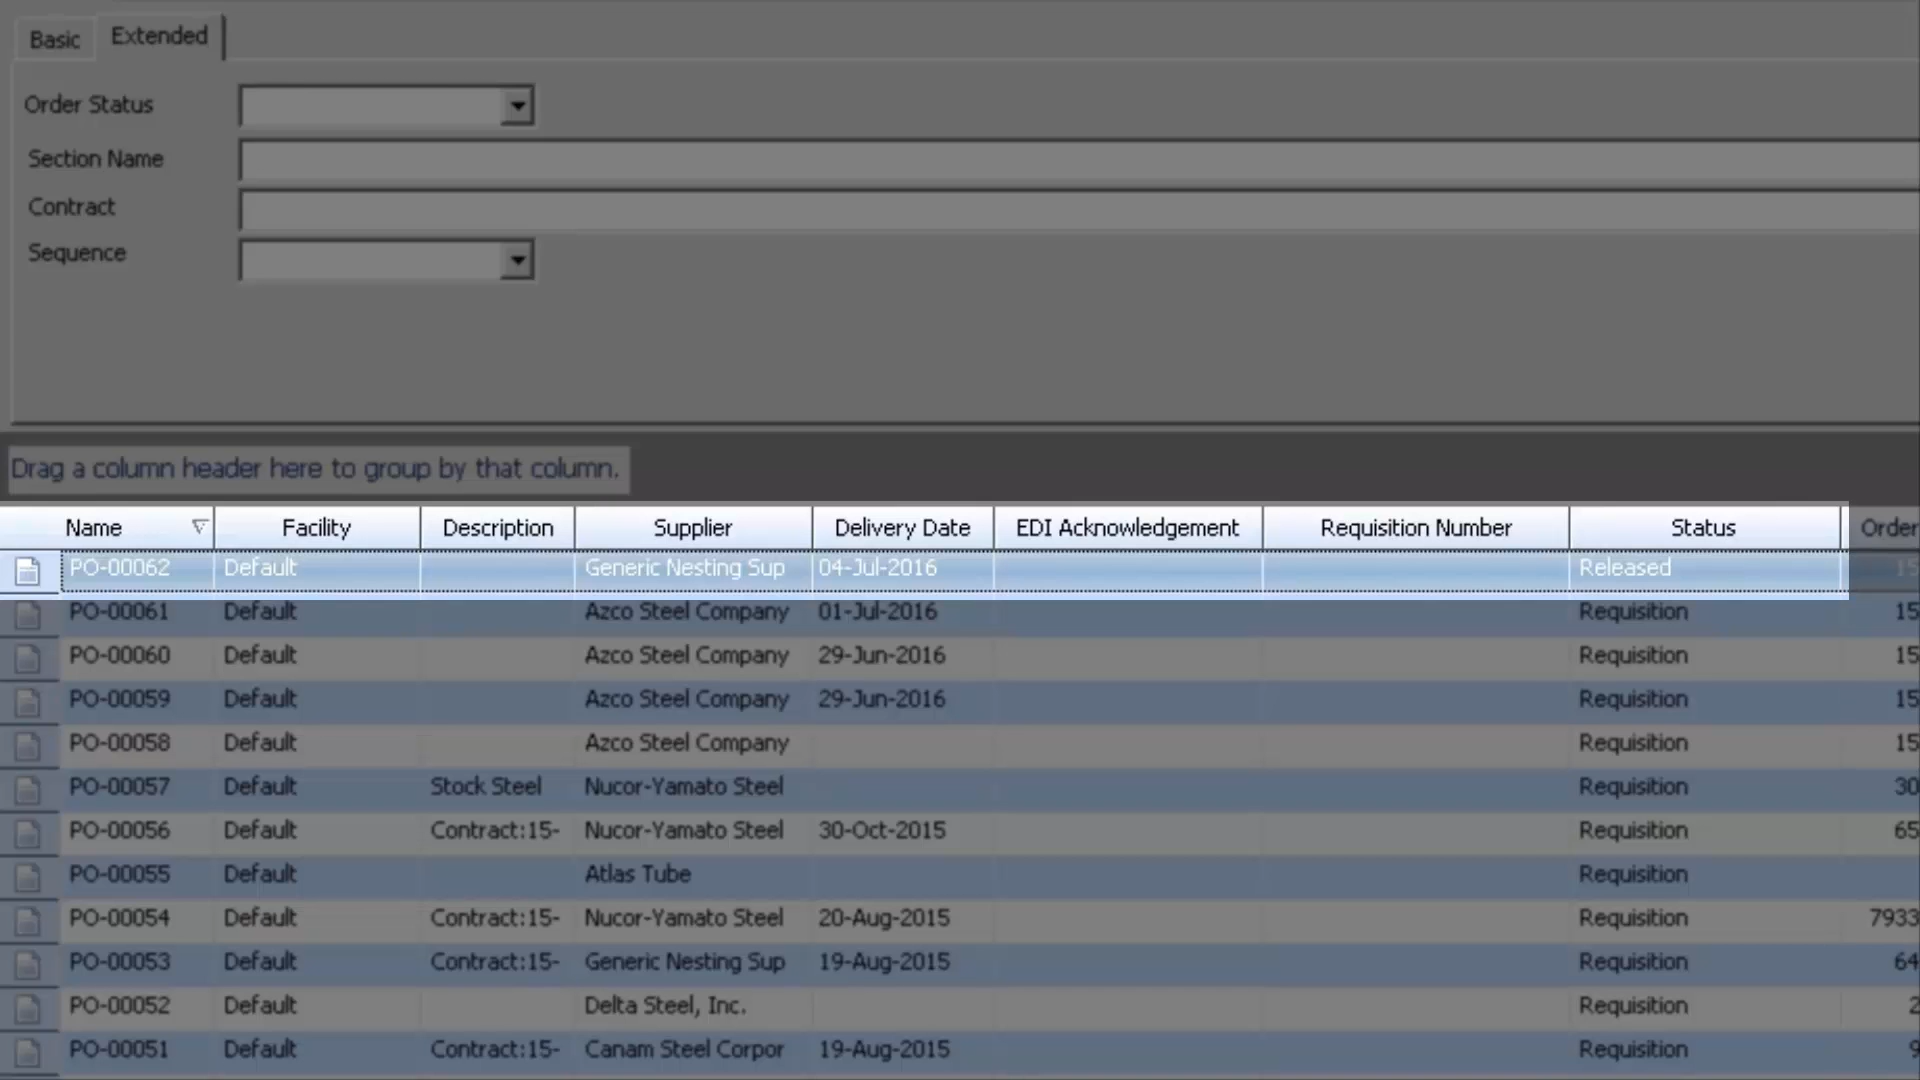 Basic Extended
Order Status
Section Name
Contract
Sequence
Drag a column header here to group by that column.
Name Facility Description Supplier Delivery Date EDI Acknowledgement Requisition Number Status Order
PO-00062 Default Generic Nesting Sup 04-Jul-2016 Released 15
PO-00061 Default Azco Steel Company 01-Jul-2016 Requisition 15
PO-00060 Default Azco Steel Company 29-Jun-2016 Requisition 15
PO-00059 Default Azco Steel Company 29-Jun-2016 Requisition 15
PO-00058 Default Azco Steel Company Requisition 15
PO-00057 Default Stock Steel Nucor-Yamato Steel Requisition 30
PO-00056 Default Contract:15- Nucor-Yamato Steel 30-Oct-2015 Requisition 65
PO-00055 Default Atlas Tube Requisition
PO-00054 Default Contract:15- Nucor-Yamato Steel 20-Aug-2015 Requisition 7933
PO-00053 Default Contract:15- Generic Nesting Sup 19-Aug-2015 Requisition 64
PO-00052 Default Delta Steel, Inc. Requisition 2
PO-00051 Default Contract:15- Canam Steel Corpor 19-Aug-2015 Requisition 9